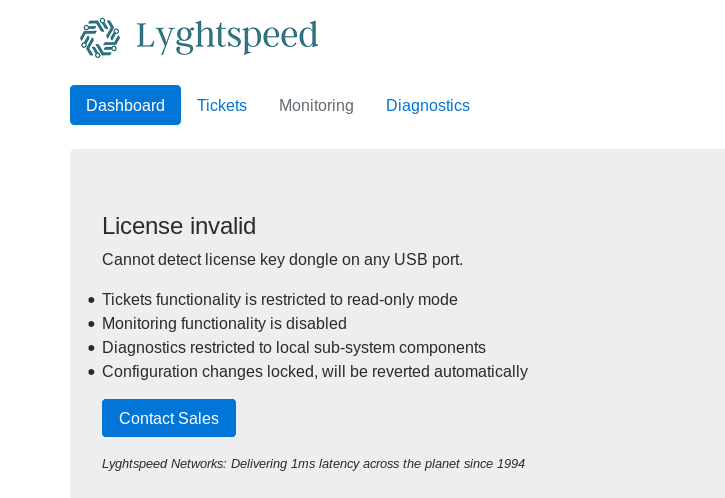 Lyghtspeed
Dashboard Tickets Monitoring Diagnostics
License invalid
Cannot detect license key dongle on any USB port.
• Tickets functionality is restricted to read-only mode
• Monitoring functionality is disabled
• Diagnostics restricted to local sub-system components
• Configuration changes locked, will be reverted automatically
Contact Sales
Lyghtspeed Networks: Delivering 1ms latency across the planet since 1994